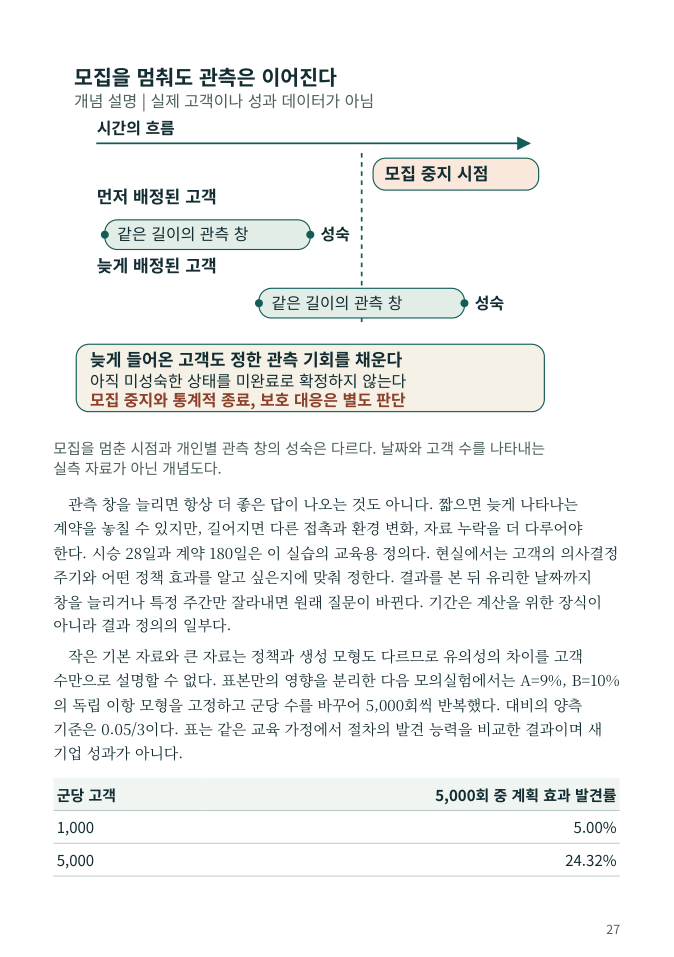 모집을 멈춰도 관측은 이어진다
개념 설명 | 실제 고객이나 성과 데이터가 아님
시간의 흐름
모집 중지 시점
먼저 배정된 고객
같은 길이의 관측 창 성숙
늦게 배정된 고객
같은 길이의 관측 창 성숙
늦게 들어온 고객도 정한 관측 기회를 채운다
아직 미성숙한 상태를 미완료로 확정하지 않는다
모집 중지와 통계적 종료, 보호 대응은 별도 판단
모집을 멈춘 시점과 개인별 관측 창의 성숙은 다르다. 날짜와 고객 수를 나타내는
실측 자료가 아닌 개념도다.
관측 창을 늘리면 항상 더 좋은 답이 나오는 것도 아니다. 짧으면 늦게 나타나는
계약을 놓칠 수 있지만, 길어지면 다른 접촉과 환경 변화, 자료 누락을 더 다루어야
한다. 시승 28일과 계약 180일은 이 실습의 교육용 정의다. 현실에서는 고객의 의사결정
주기와 어떤 정책 효과를 알고 싶은지에 맞춰 정한다. 결과를 본 뒤 유리한 날짜까지
창을 늘리거나 특정 주간만 잘라내면 원래 질문이 바뀐다. 기간은 계산을 위한 장식이
아니라 결과 정의의 일부다.
작은 기본 자료와 큰 자료는 정책과 생성 모형도 다르므로 유의성의 차이를 고객
수만으로 설명할 수 없다. 표본만의 영향을 분리한 다음 모의실험에서는 A=9%, B=10%
의 독립 이항 모형을 고정하고 군당 수를 바꾸어 5,000회씩 반복했다. 대비의 양측
기준은 0.05/3이다. 표는 같은 교육 가정에서 절차의 발견 능력을 비교한 결과이며 새
기업 성과가 아니다.
군당 고객 5,000회 중 계획 효과 발견률
1,000 5.00%
5,000 24.32%
27